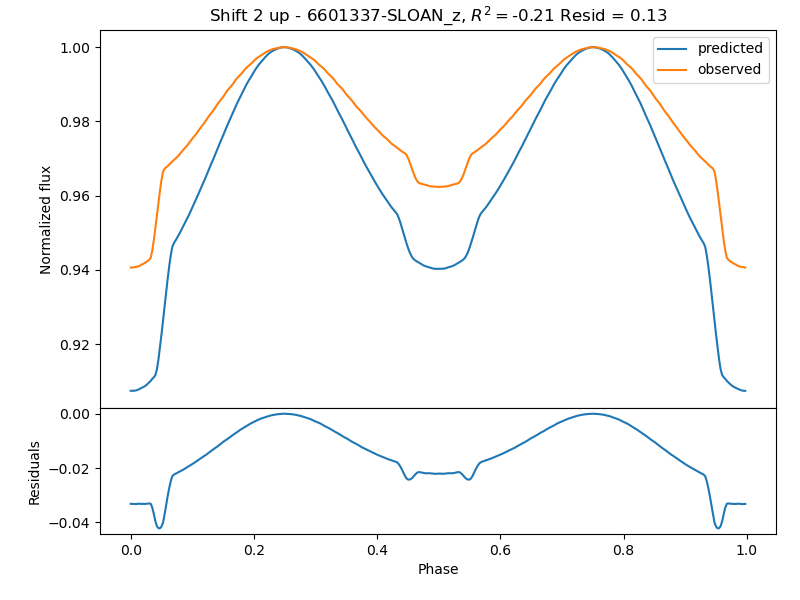 Shift 2 up - 6601337-SLOAN_z, R² = -0.21 Resid = 0.13
predicted
observed
Normalized flux
1.00
0.98
0.96
0.94
0.92
Residuals
0.00
−0.02
−0.04
0.0 0.2 0.4 0.6 0.8 1.0
Phase